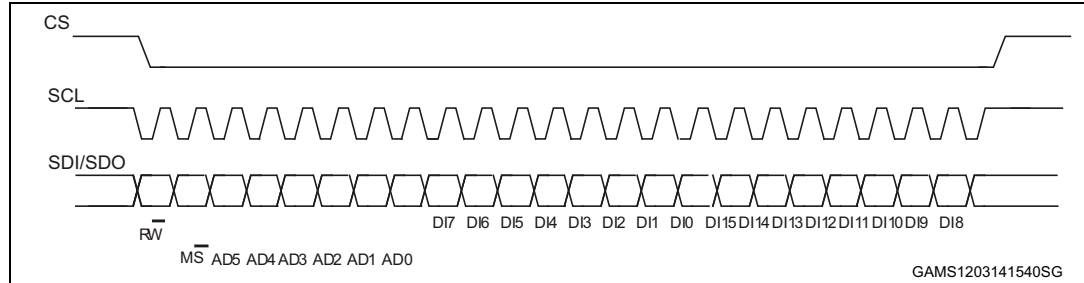 CS
SCL
SDI/SDO
DI7 DI6 DI5 DI4 DI3 DI2 DI1 DI0 DI15 DI14 DI13 DI12 DI11 DI10 DI9 DI8
RW̅
MS̅ AD5 AD4 AD3 AD2 AD1 AD0
GAMS1203141540SG